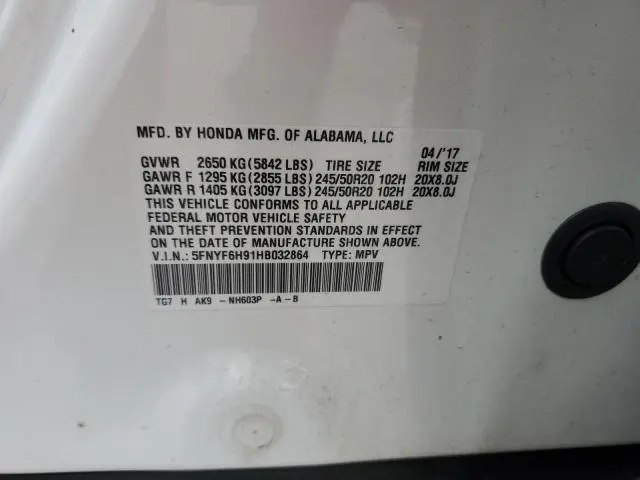 MFD. BY HONDA MFG. OF ALABAMA, LLC
04/'17
GVWR 2650 KG(5842 LBS) TIRE SIZE RIM SIZE
GAWR F 1295 KG(2855 LBS) 245/50R20 102H 20X8.0J
GAWR R 1405 KG(3097 LBS) 245/50R20 102H 20X8.0J
THIS VEHICLE CONFORMS TO ALL APPLICABLE
FEDERAL MOTOR VEHICLE SAFETY
AND THEFT PREVENTION STANDARDS IN EFFECT
ON THE DATE OF MANUFACTURE SHOWN ABOVE.
V.I.N.: 5FNYF6H91HB032864 TYPE: MPV
TG7 H AK9 -NH603P -A-B